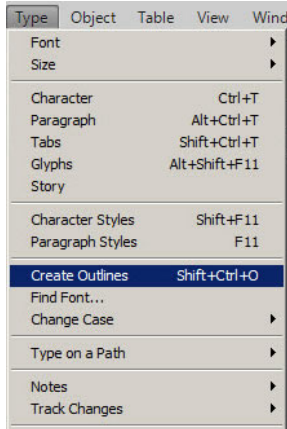 Type Object Table View Wind
Font
Size
Character Ctrl+T
Paragraph Alt+Ctrl+T
Tabs Shift+Ctrl+T
Glyphs Alt+Shift+F11
Story
Character Styles Shift+F11
Paragraph Styles F11
Create Outlines Shift+Ctrl+O
Find Font...
Change Case
Type on a Path
Notes
Track Changes